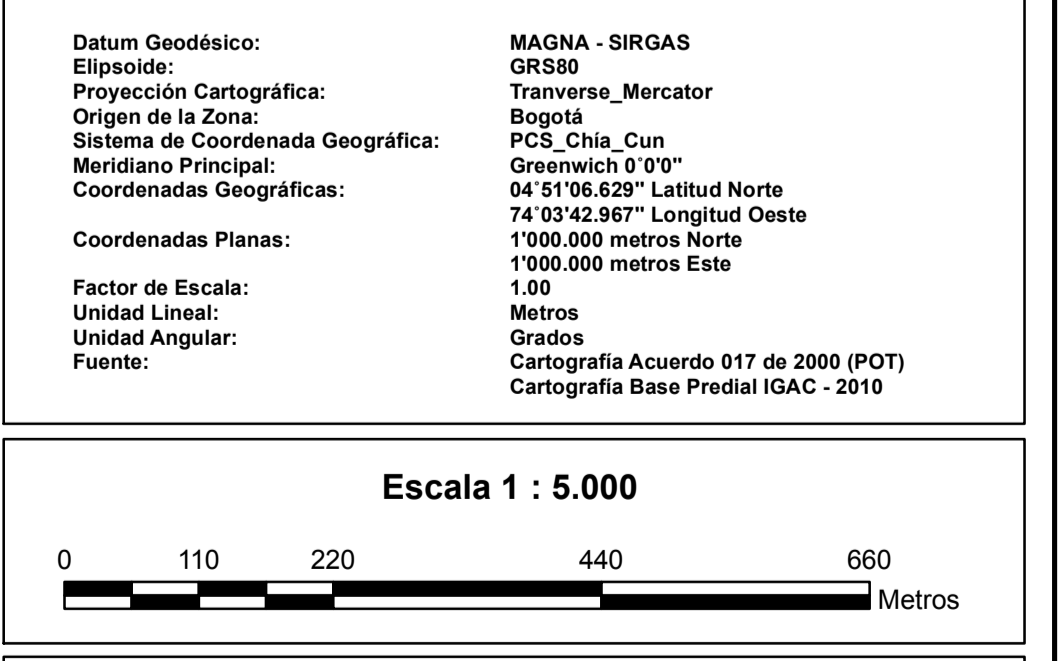 Datum Geodésico: MAGNA - SIRGAS
Elipsoide: GRS80
Proyección Cartográfica: Tranverse_Mercator
Origen de la Zona: Bogotá
Sistema de Coordenada Geográfica: PCS_Chía_Cun
Meridiano Principal: Greenwich 0°0'0"
Coordenadas Geográficas: 04°51'06.629" Latitud Norte
74°03'42.967" Longitud Oeste
Coordenadas Planas: 1'000.000 metros Norte
1'000.000 metros Este
Factor de Escala: 1.00
Unidad Lineal: Metros
Unidad Angular: Grados
Fuente: Cartografía Acuerdo 017 de 2000 (POT)
Cartografía Base Predial IGAC - 2010
Escala 1 : 5.000
0 110 220 440 660
Metros